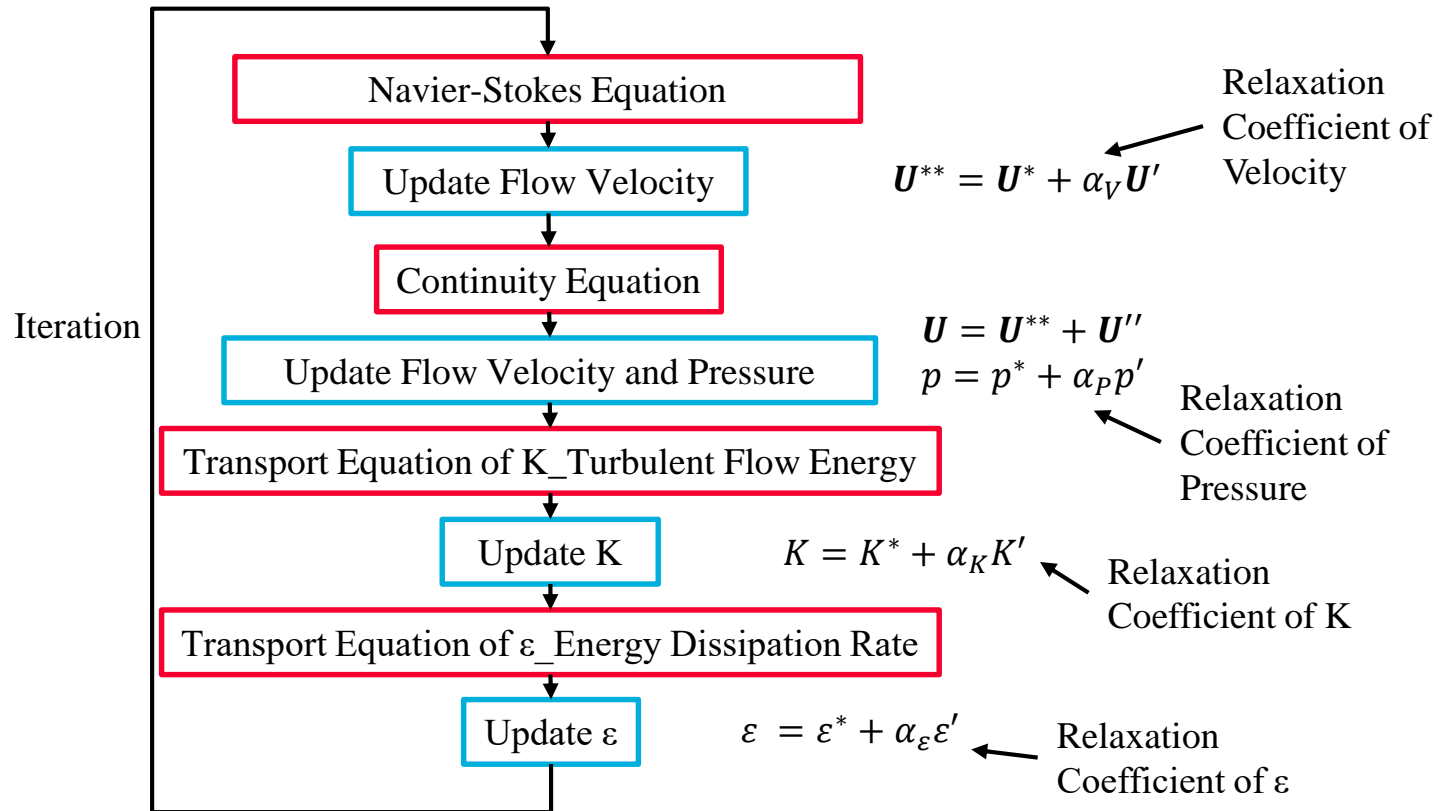 Navier-Stokes Equation
Relaxation
Coefficient of
Velocity
Update Flow Velocity
𝑼** = 𝑼* + α_V 𝑼′
Continuity Equation
Iteration
𝑼 = 𝑼** + 𝑼′′
Update Flow Velocity and Pressure
p = p* + α_P p′
Relaxation
Coefficient of
Pressure
Transport Equation of K_Turbulent Flow Energy
Update K
K = K* + α_K K′
Relaxation
Coefficient of K
Transport Equation of ε_Energy Dissipation Rate
Update ε
ε = ε* + α_ε ε′
Relaxation
Coefficient of ε